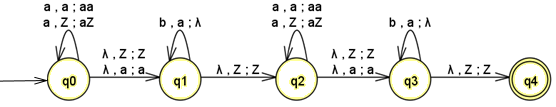 a , a ; aa
a , Z ; aZ
b , a ; λ
a , a ; aa
a , Z ; aZ
b , a ; λ
λ , Z ; Z
λ , a ; a
λ , Z ; Z
λ , Z ; Z
λ , a ; a
λ , Z ; Z
q0
q1
q2
q3
q4